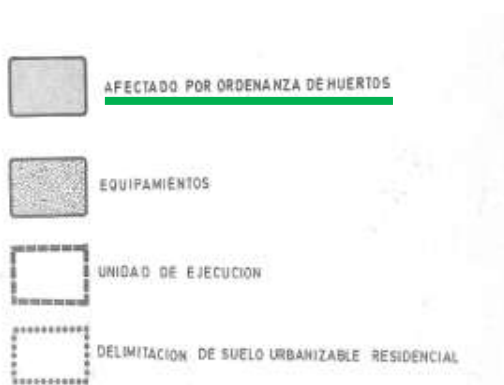 AFECTADO POR ORDENANZA DE HUERTOS
EQUIPAMIENTOS
UNIDAD DE EJECUCION
DELIMITACION DE SUELO URBANIZABLE RESIDENCIAL